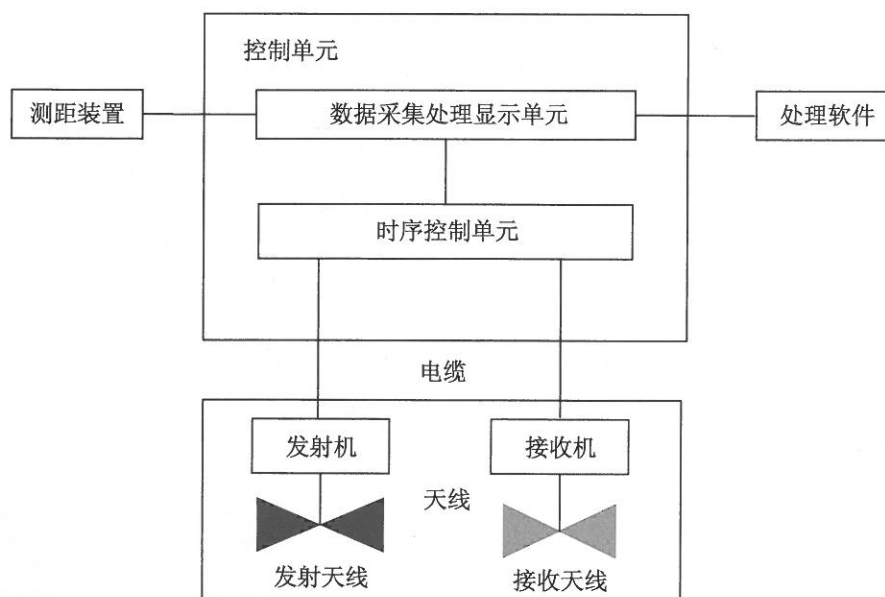 控制单元
测距装置
数据采集处理显示单元
处理软件
时序控制单元
电缆
发射机
接收机
天线
发射天线
接收天线